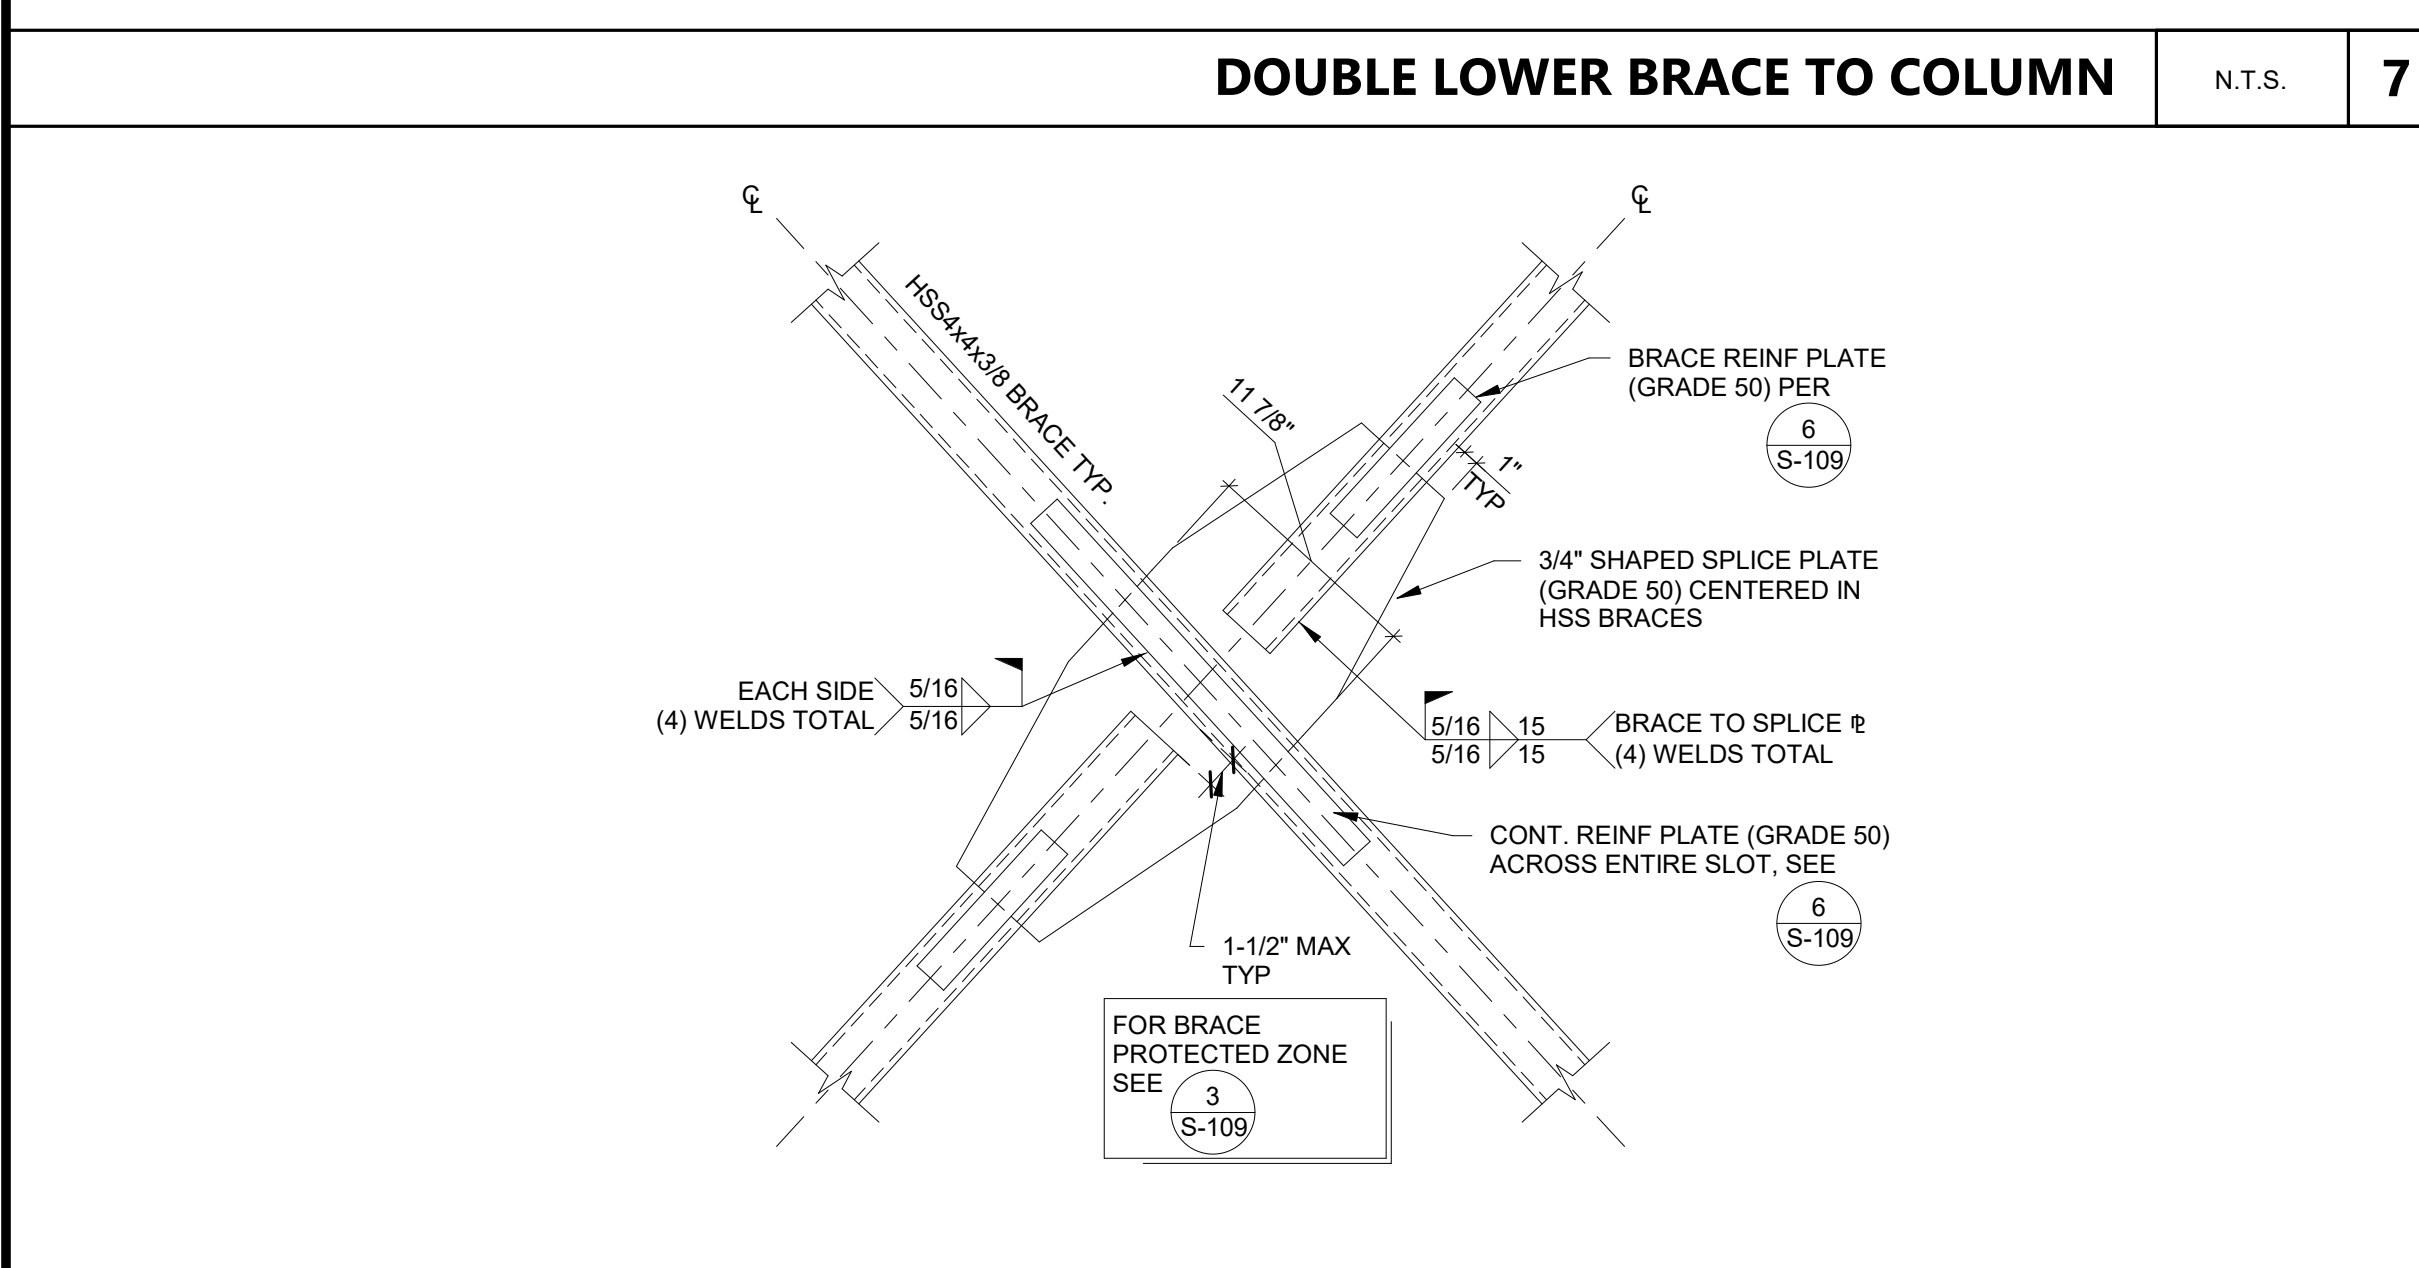 DOUBLE LOWER BRACE TO COLUMN
N.T.S.
7
℄
℄
HSS4x4x3/8 BRACE TYP.
11 7/8"
BRACE REINF PLATE
(GRADE 50) PER
6
S-109
1"
TYP
3/4" SHAPED SPLICE PLATE
(GRADE 50) CENTERED IN
HSS BRACES
EACH SIDE
(4) WELDS TOTAL
5/16
5/16
5/16 15
5/16 15
BRACE TO SPLICE ⅊
(4) WELDS TOTAL
CONT. REINF PLATE (GRADE 50)
ACROSS ENTIRE SLOT, SEE
6
S-109
1-1/2" MAX
TYP
FOR BRACE
PROTECTED ZONE
SEE
3
S-109